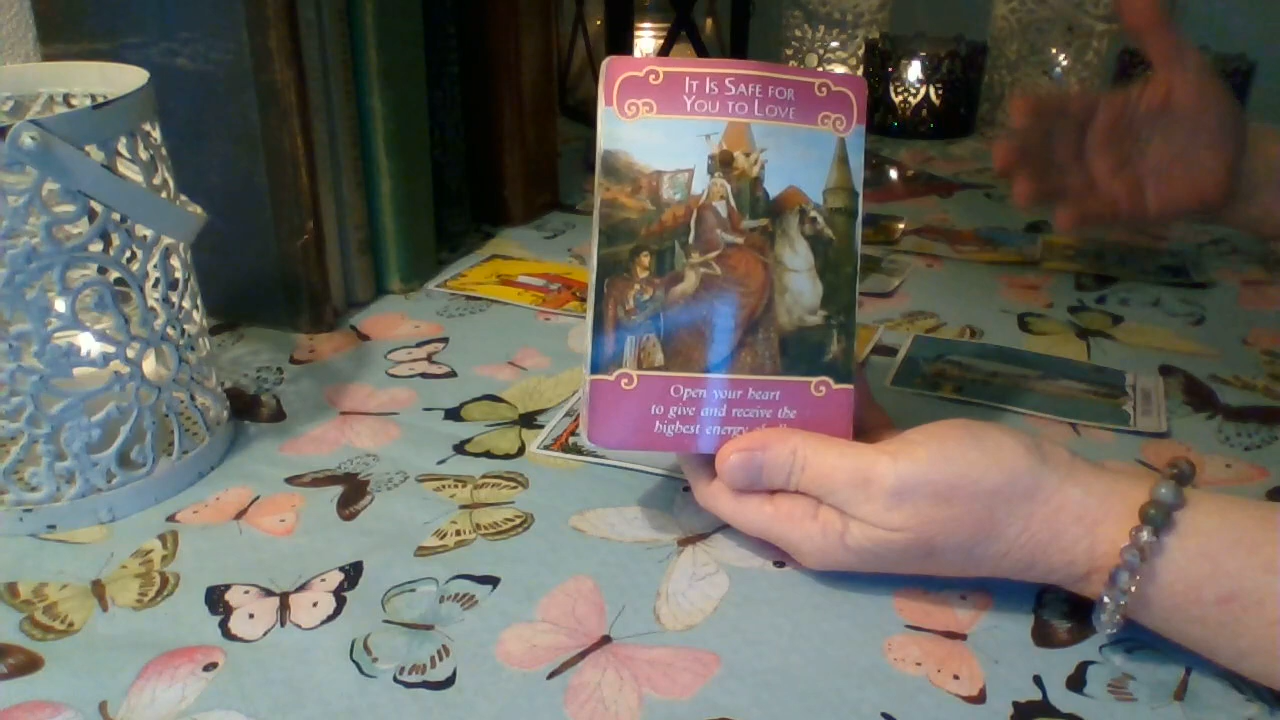 It Is Safe for
You to Love
Open your heart
to give and receive the
highest energy